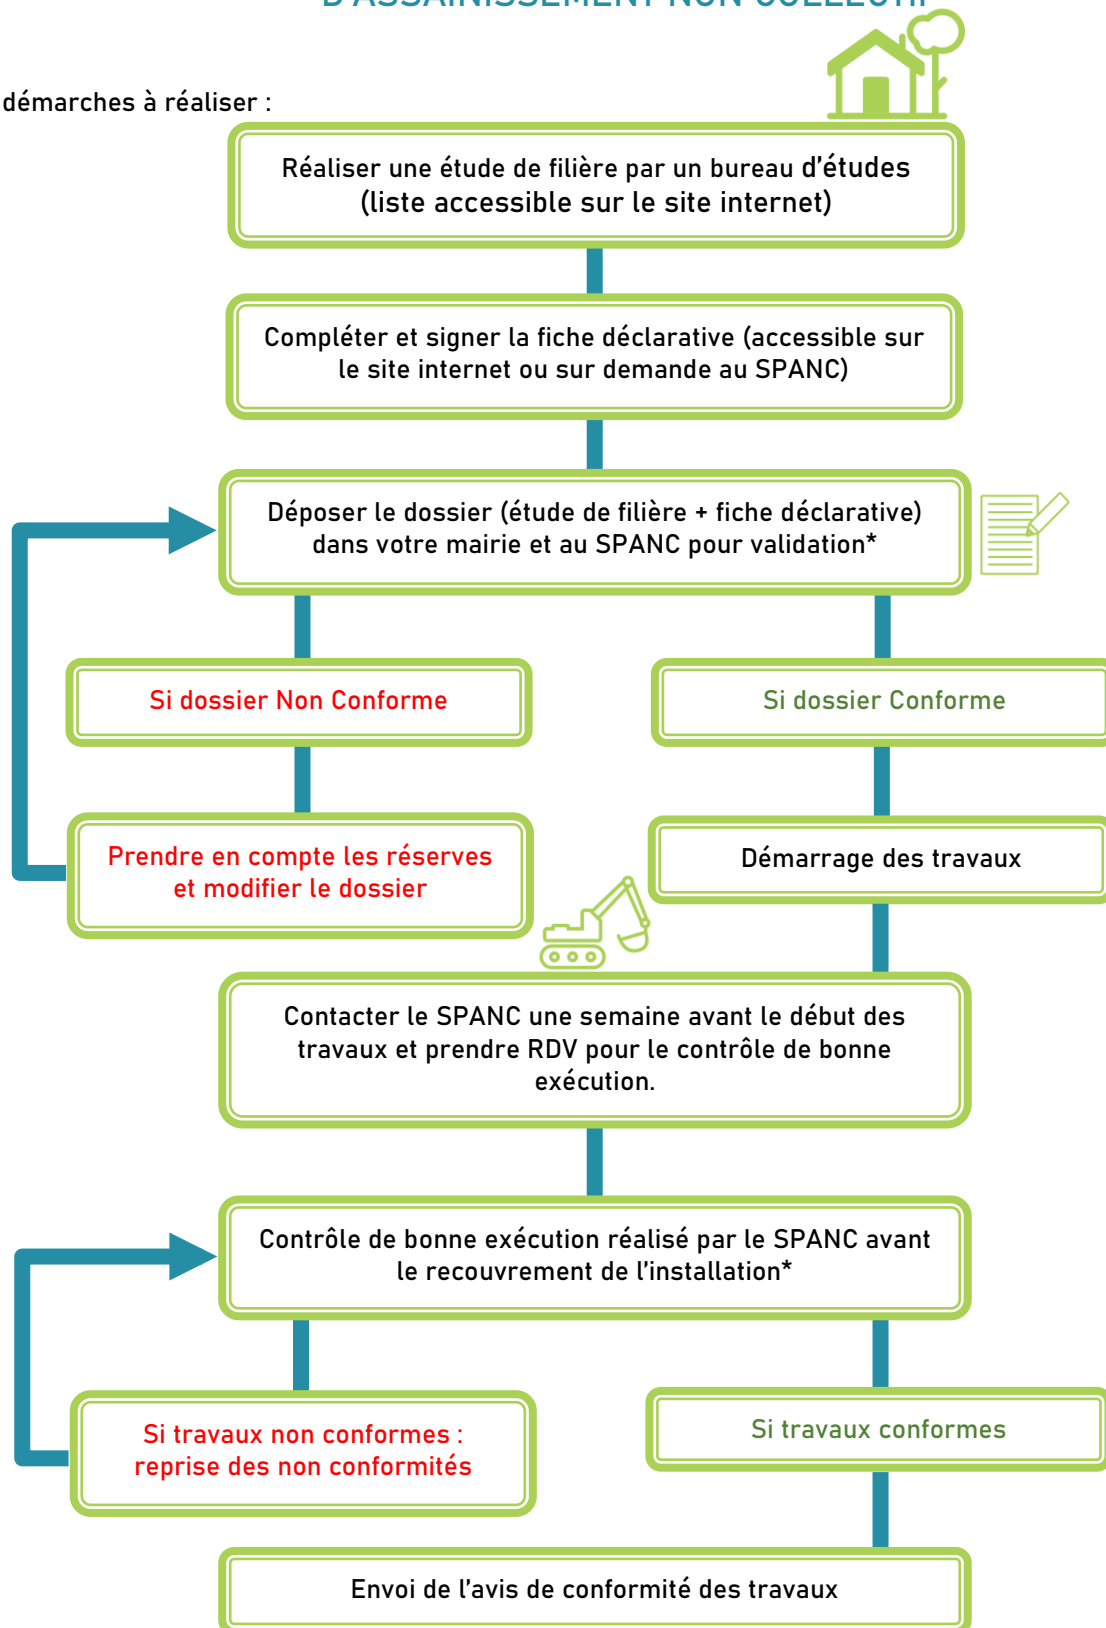 D'ASSAINISSEMENT NON COLLECTIF
démarches à réaliser :
Réaliser une étude de filière par un bureau d'études
(liste accessible sur le site internet)
Compléter et signer la fiche déclarative (accessible sur
le site internet ou sur demande au SPANC)
Déposer le dossier (étude de filière + fiche déclarative)
dans votre mairie et au SPANC pour validation*
Si dossier Non Conforme
Si dossier Conforme
Prendre en compte les réserves
et modifier le dossier
Démarrage des travaux
Contacter le SPANC une semaine avant le début des
travaux et prendre RDV pour le contrôle de bonne
exécution.
Contrôle de bonne exécution réalisé par le SPANC avant
le recouvrement de l'installation*
Si travaux non conformes :
reprise des non conformités
Si travaux conformes
Envoi de l'avis de conformité des travaux